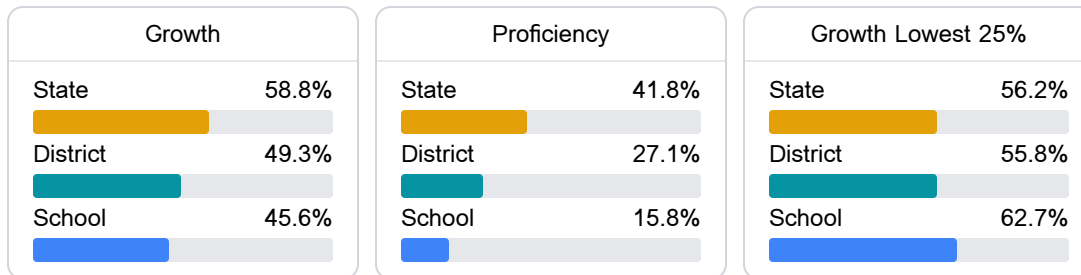 Growth
State 58.8%
District 49.3%
School 45.6%
Proficiency
State 41.8%
District 27.1%
School 15.8%
Growth Lowest 25%
State 56.2%
District 55.8%
School 62.7%